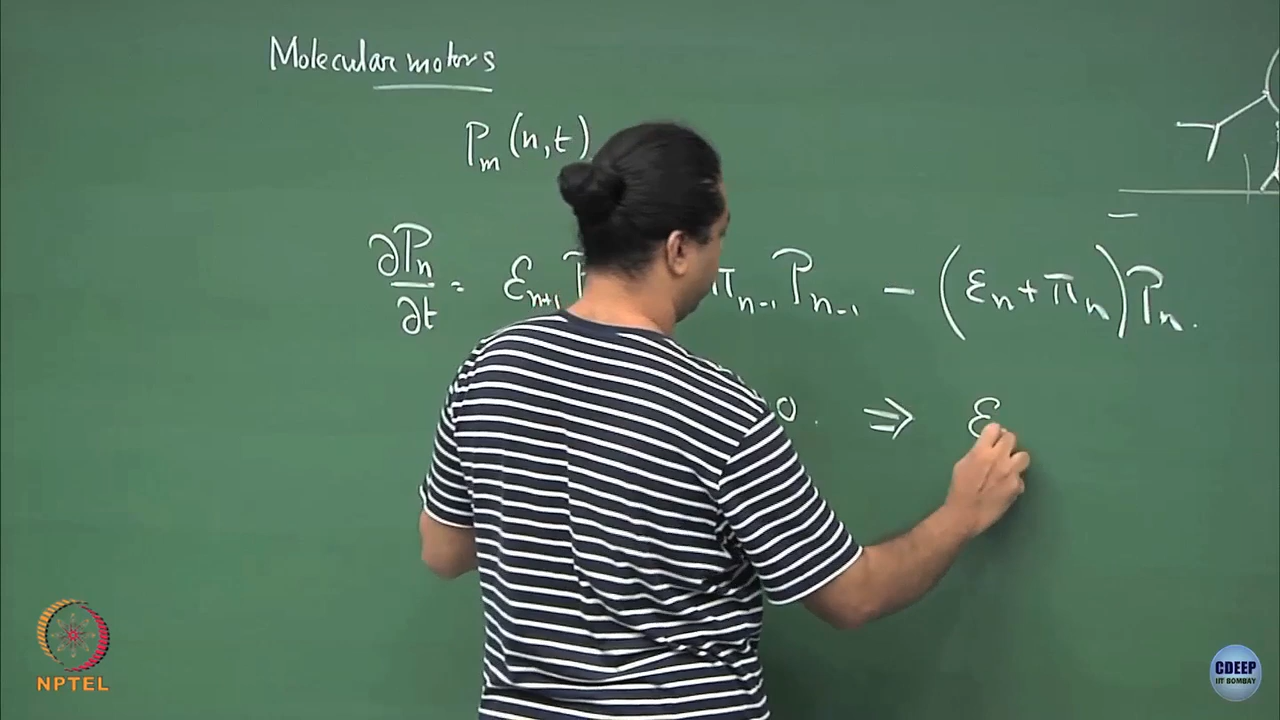 Molecular motors
Pₘ(n,t)
∂Pₙ/∂t = εₙ₊₁ P πₙ₋₁ Pₙ₋₁ − (εₙ + πₙ) Pₙ.
0. ⇒ ε
NPTEL
CDEEP
IIT BOMBAY